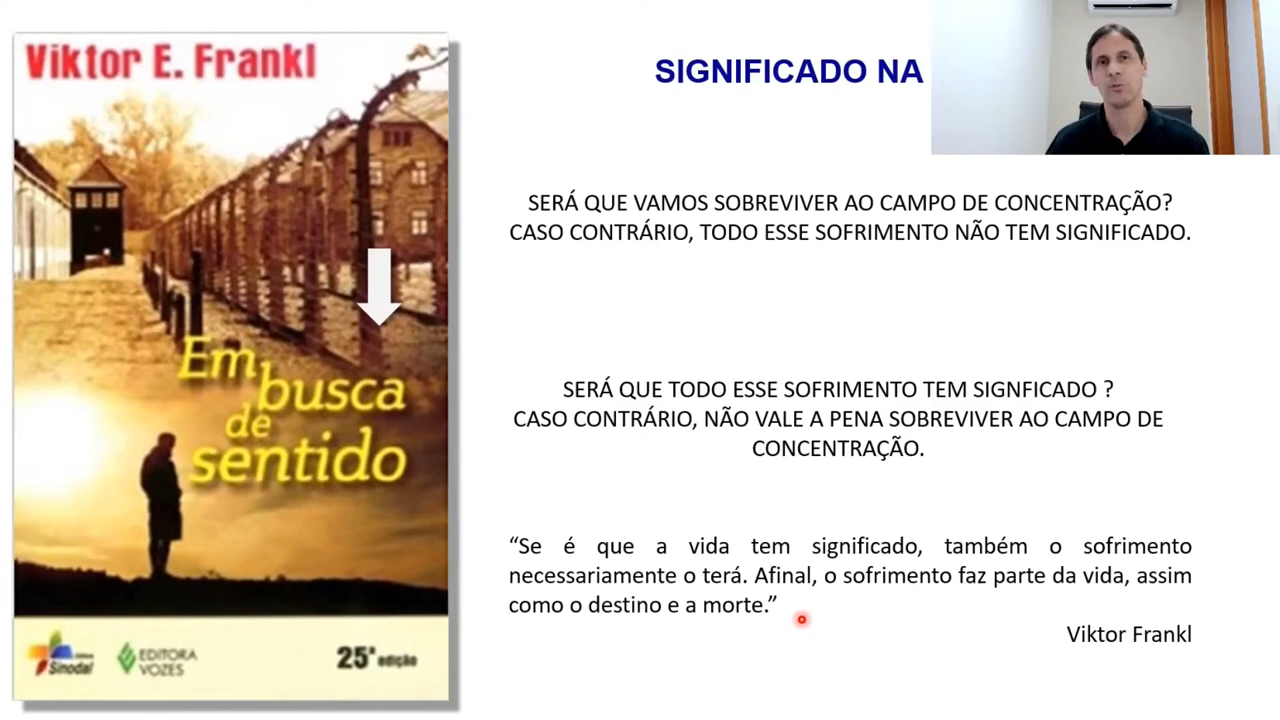 Viktor E. Frankl
Em
busca
de
sentido
Sinodal
EDITORA
VOZES
25ª edição
SIGNIFICADO NA
SERÁ QUE VAMOS SOBREVIVER AO CAMPO DE CONCENTRAÇÃO?
CASO CONTRÁRIO, TODO ESSE SOFRIMENTO NÃO TEM SIGNIFICADO.
SERÁ QUE TODO ESSE SOFRIMENTO TEM SIGNFICADO ?
CASO CONTRÁRIO, NÃO VALE A PENA SOBREVIVER AO CAMPO DE
CONCENTRAÇÃO.
“Se é que a vida tem significado, também o sofrimento
necessariamente o terá. Afinal, o sofrimento faz parte da vida, assim
como o destino e a morte.”
Viktor Frankl